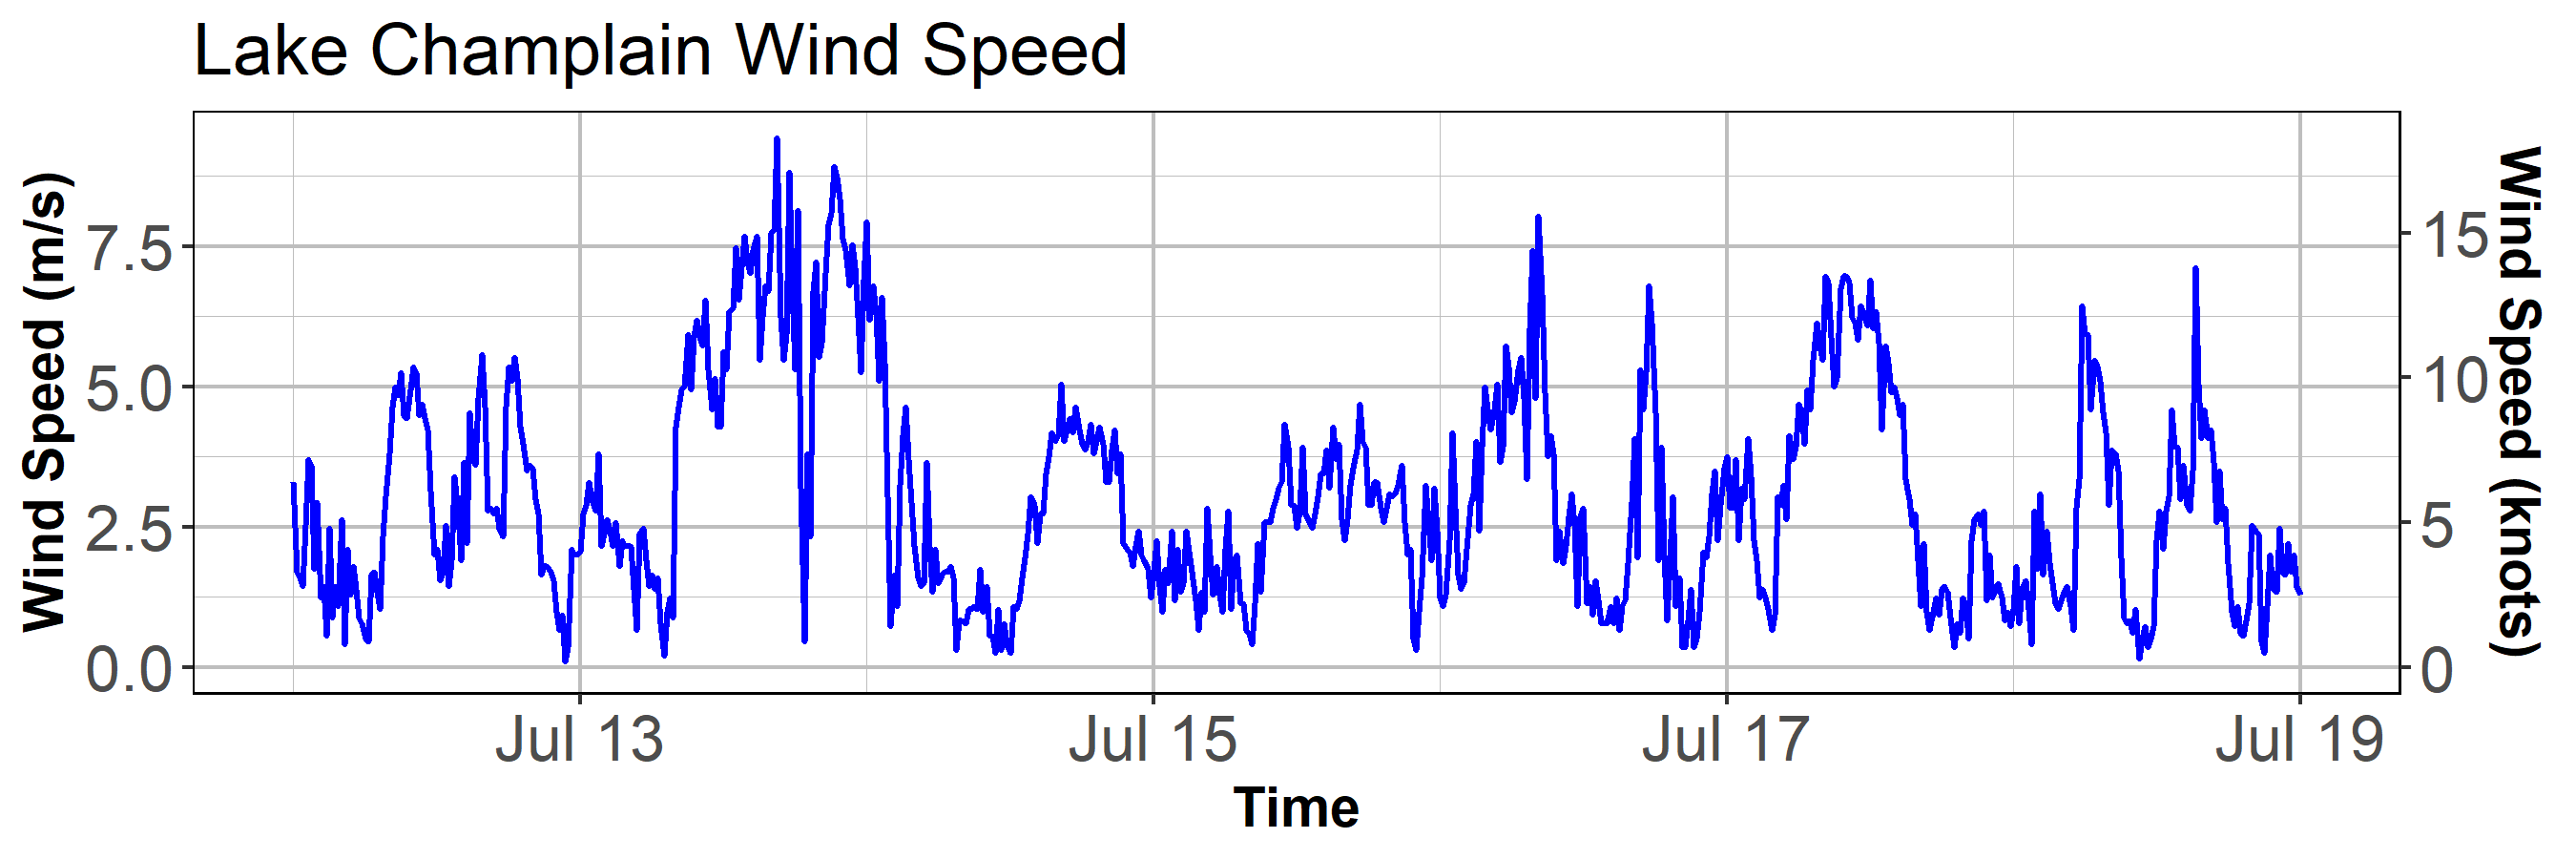 Lake Champlain Wind Speed
Wind Speed (m/s)
7.5
5.0
2.5
0.0
15
10
5
0
Wind Speed (knots)
Jul 13
Jul 15
Jul 17
Jul 19
Time